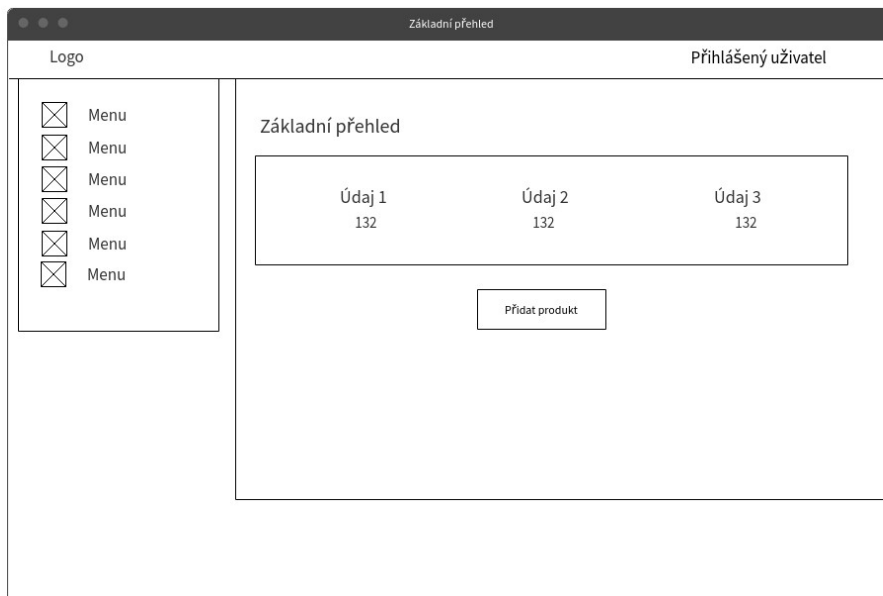 Základní přehled
Logo
Přihlášený uživatel
Menu
Menu
Menu
Menu
Menu
Menu
Základní přehled
Údaj 1
132
Údaj 2
132
Údaj 3
132
Přidat produkt